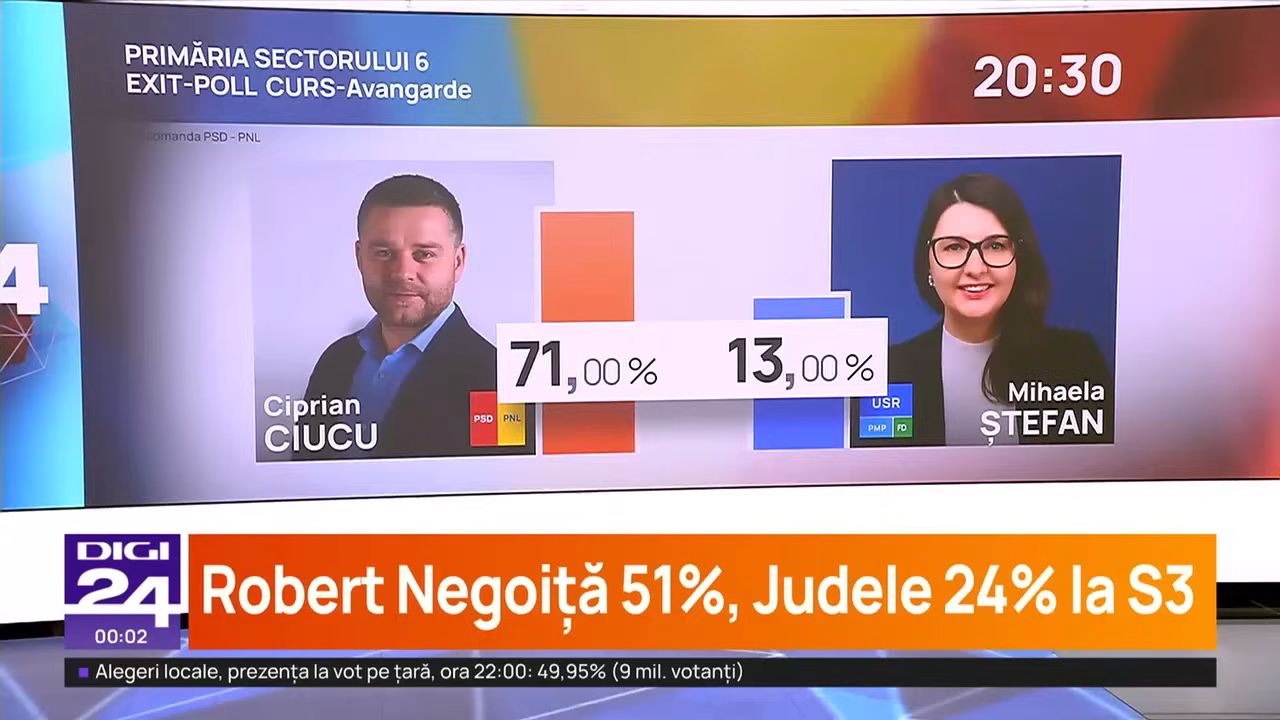 PRIMĂRIA SECTORULUI 6
EXIT-POLL CURS-Avangarde
20:30
comanda PSD - PNL
4
71,00%
13,00%
Ciprian
CIUCU
PSD
PNL
USR
PMP
FD
Mihaela
ȘTEFAN
DIGI
24
00:02
Robert Negoiță 51%, Judele 24% la S3
Alegeri locale, prezența la vot pe țară, ora 22:00: 49,95% (9 mil. votanți)